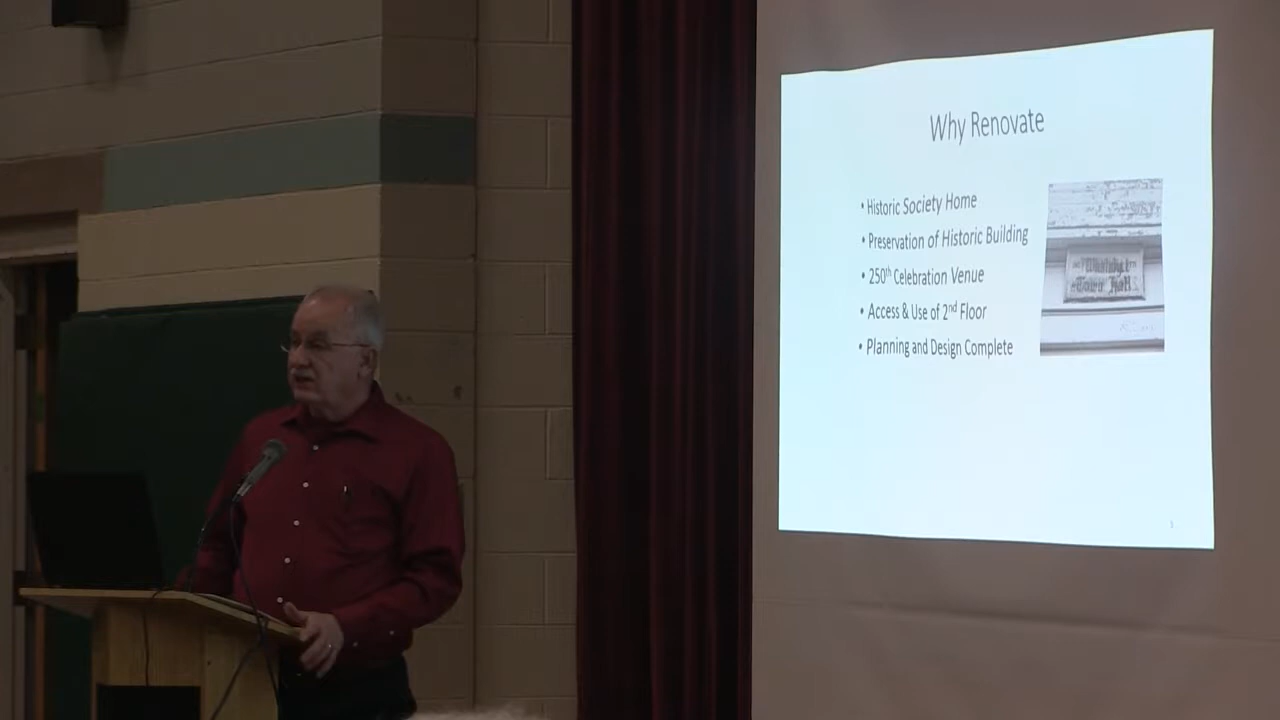 Why Renovate
• Historic Society Home
• Preservation of Historic Building
• 250th Celebration Venue
• Access & Use of 2nd Floor
• Planning and Design Complete
Town Hall